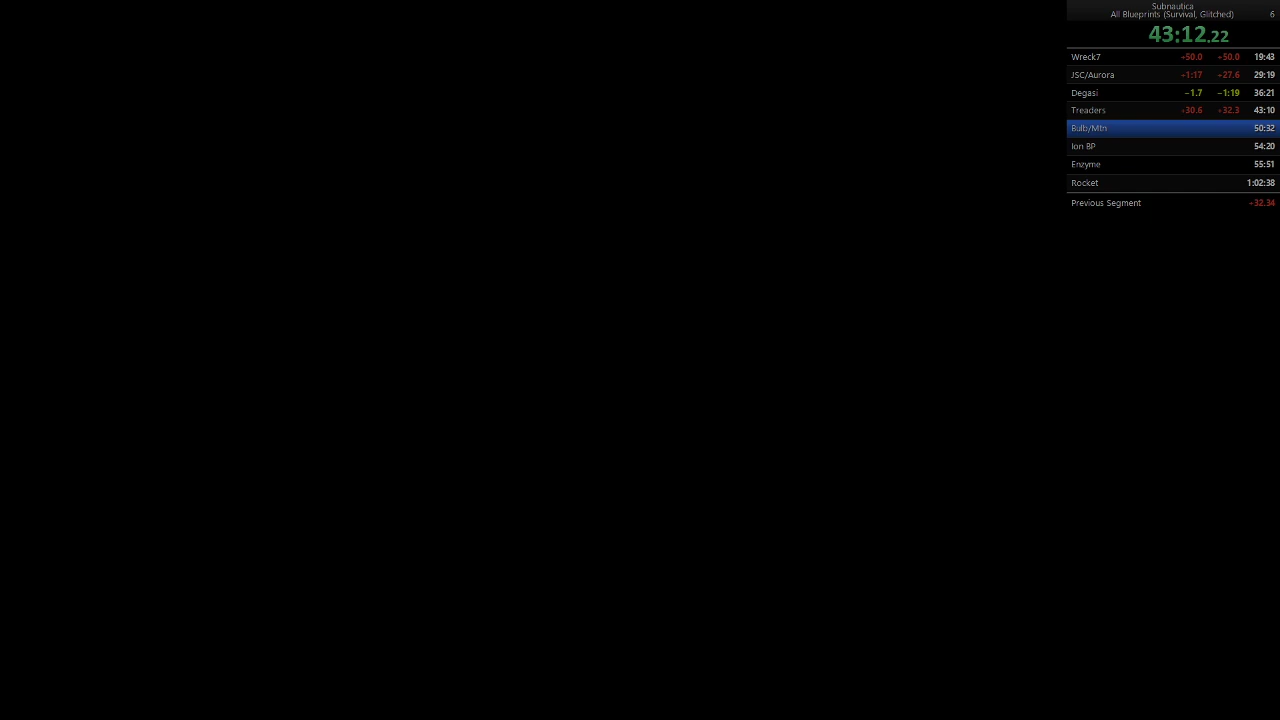 Subnautica
All Blueprints (Survival, Glitched) 6
43:12.22
Wreck7 +50.0 +50.0 19:43
JSC/Aurora +1:17 +27.6 29:19
Degasi −1.7 −1:19 36:21
Treaders +30.6 +32.3 43:10
Bulb/Mtn 50:32
Ion BP 54:20
Enzyme 55:51
Rocket 1:02:38
Previous Segment +32.34